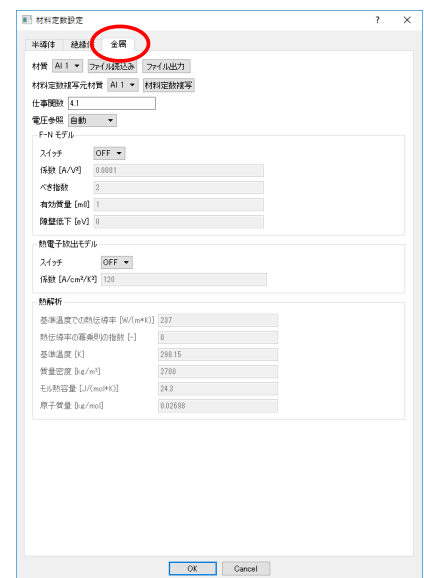 材料定数設定 ? ×
半導体 絶縁体 金属
材質 Al 1 ファイル読込み ファイル出力
材料定数複写元材質 Al 1 材料定数複写
仕事関数 4.1
電圧参照 自動
F-N モデル
スイッチ OFF
係数 [A/V²] 0.0001
べき指数 2
有効質量 [m0] 1
障壁低下 [eV] 0
熱電子放出モデル
スイッチ OFF
係数 [A/cm²/K²] 120
熱解析
基準温度での熱伝導率 [W/(m*K)] 237
熱伝導率の冪乗則の指数 [-] 0
基準温度 [K] 298.15
質量密度 [kg/m³] 2700
モル熱容量 [J/(mol*K)] 24.3
原子質量 [kg/mol] 0.02698
OK Cancel